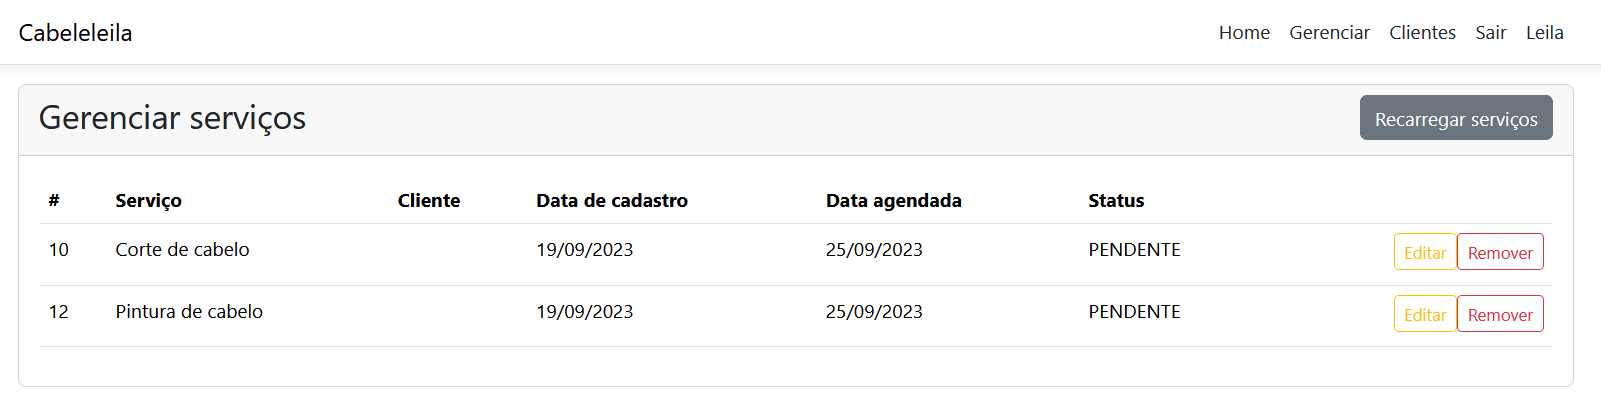 Cabeleleila Home Gerenciar Clientes Sair Leila
Gerenciar serviços Recarregar serviços
# Serviço Cliente Data de cadastro Data agendada Status
10 Corte de cabelo 19/09/2023 25/09/2023 PENDENTE Editar Remover
12 Pintura de cabelo 19/09/2023 25/09/2023 PENDENTE Editar Remover